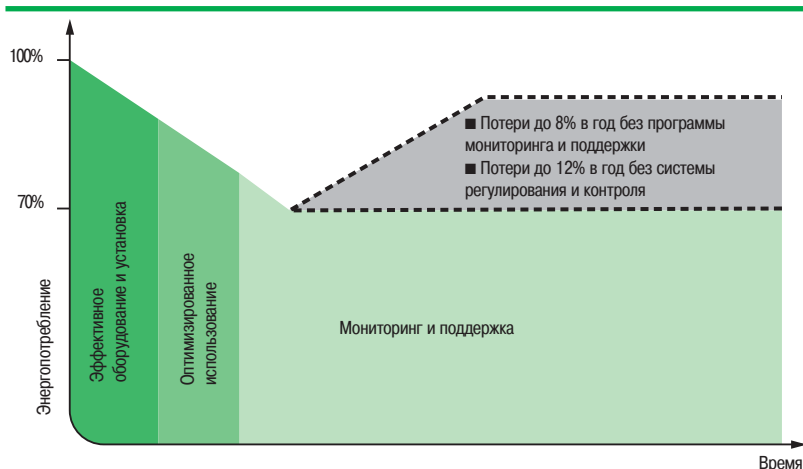 100%
■ Потери до 8% в год без программы
мониторинга и поддержки
■ Потери до 12% в год без системы
регулирования и контроля
70%
Энергопотребление
Эффективное
оборудование и установка
Оптимизированное
использование
Мониторинг и поддержка
Время